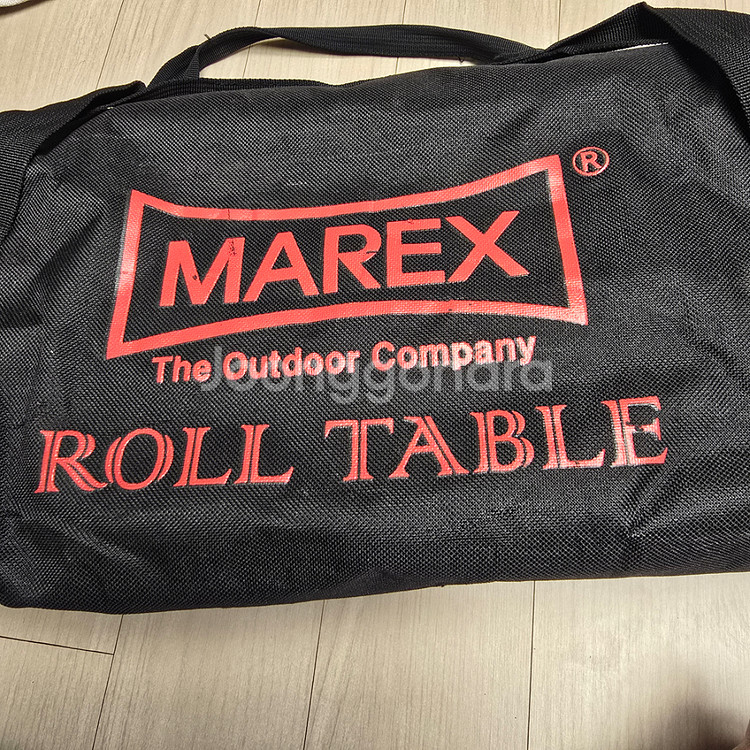 MAREX®
The Outdoor Company
Joonggonara
ROLL TABLE